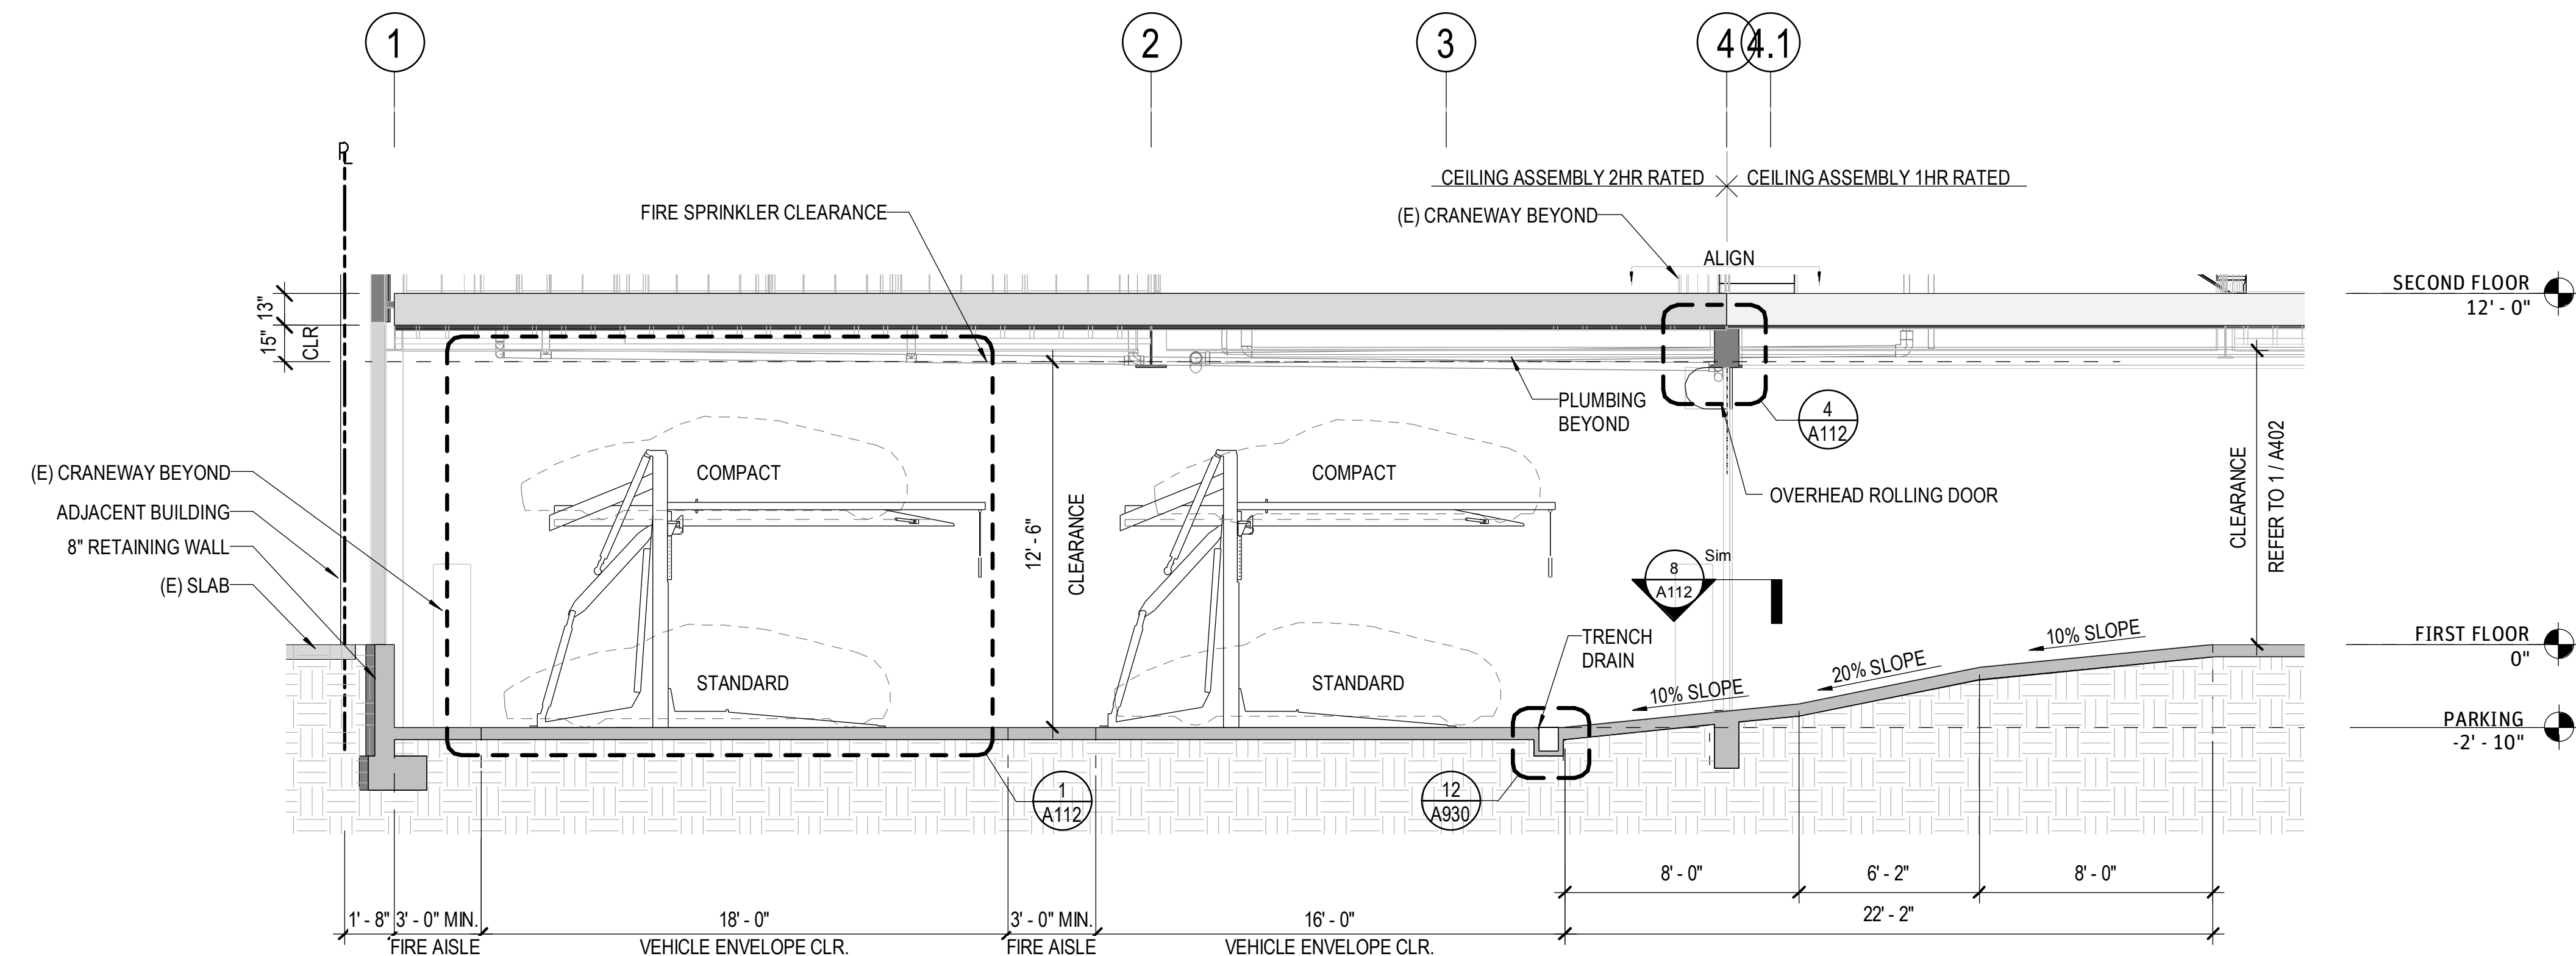 1
2
3
4
4.1
PL
CEILING ASSEMBLY 2HR RATED
CEILING ASSEMBLY 1HR RATED
FIRE SPRINKLER CLEARANCE
(E) CRANEWAY BEYOND
ALIGN
SECOND FLOOR
12' - 0"
13"
15"
CLR
PLUMBING
BEYOND
4
A112
(E) CRANEWAY BEYOND
ADJACENT BUILDING
8" RETAINING WALL
(E) SLAB
COMPACT
COMPACT
12' - 6"
CLEARANCE
OVERHEAD ROLLING DOOR
CLEARANCE
REFER TO 1 / A402
8
A112
Sim
STANDARD
STANDARD
TRENCH
DRAIN
10% SLOPE
20% SLOPE
10% SLOPE
FIRST FLOOR
0"
PARKING
-2' - 10"
1
A112
12
A930
8' - 0"
6' - 2"
8' - 0"
1' - 8"
3' - 0" MIN.
FIRE AISLE
18' - 0"
VEHICLE ENVELOPE CLR.
3' - 0" MIN.
FIRE AISLE
16' - 0"
VEHICLE ENVELOPE CLR.
22' - 2"